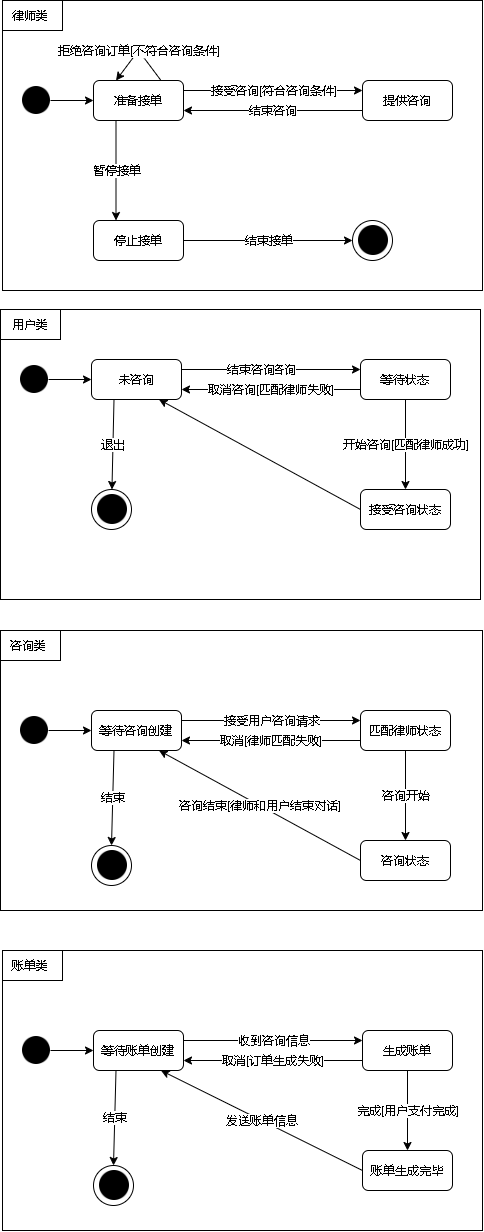 律师类
拒绝咨询订单[不符合咨询条件]
准备接单
接受咨询[符合咨询条件]
结束咨询
提供咨询
暂停接单
停止接单
结束接单
用户类
未咨询
结束咨询咨询
取消咨询[匹配律师失败]
等待状态
退出
开始咨询[匹配律师成功]
接受咨询状态
咨询类
等待咨询创建
接受用户咨询请求
取消[律师匹配失败]
匹配律师状态
结束
咨询结束[律师和用户结束对话]
咨询开始
咨询状态
账单类
等待账单创建
收到咨询信息
取消[订单生成失败]
生成账单
结束
发送账单信息
完成[用户支付完成]
账单生成完毕